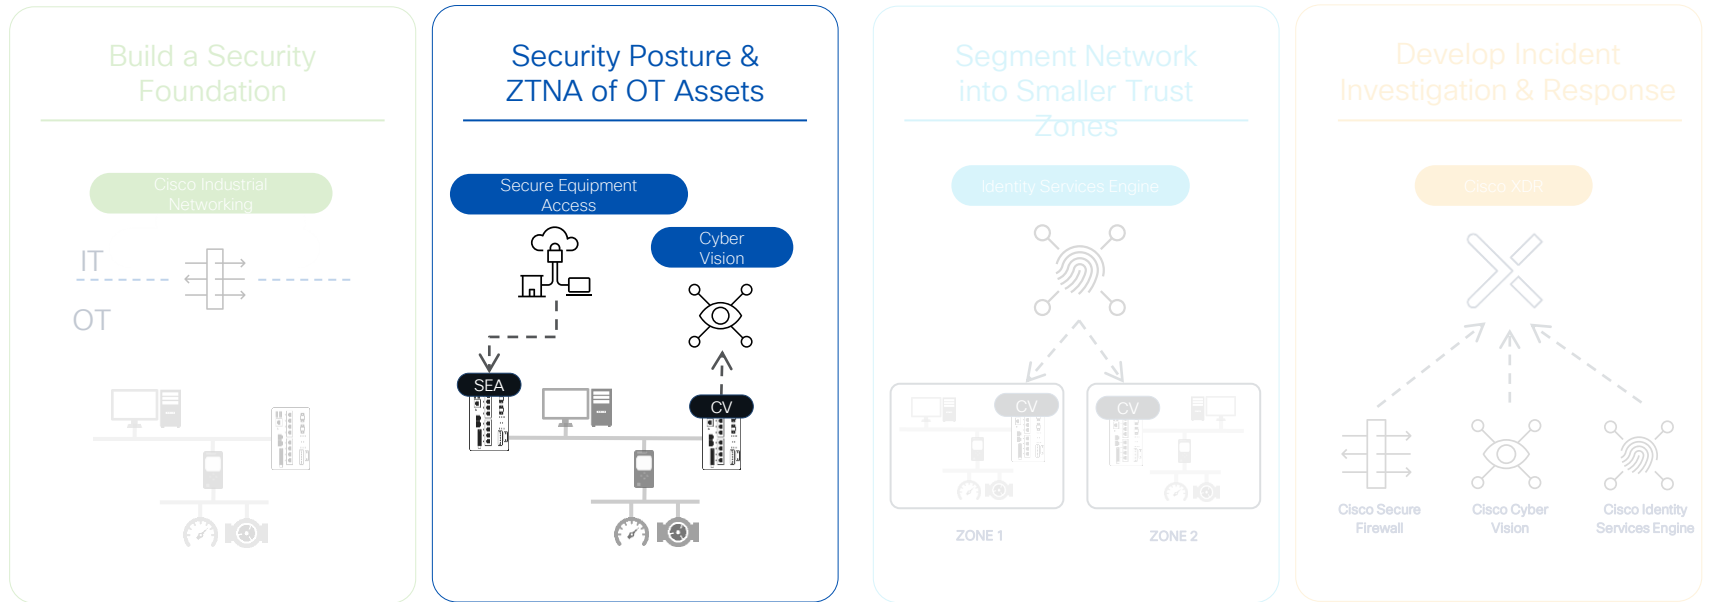 Build a Security
Foundation
Cisco Industrial
Networking
IT
OT
Security Posture &
ZTNA of OT Assets
Secure Equipment
Access
Cyber
Vision
SEA
CV
Segment Network
into Smaller Trust
Zones
Identity Services Engine
CV
CV
ZONE 1
ZONE 2
Develop Incident
Investigation & Response
Cisco XDR
Cisco Secure
Firewall
Cisco Cyber
Vision
Cisco Identity
Services Engine